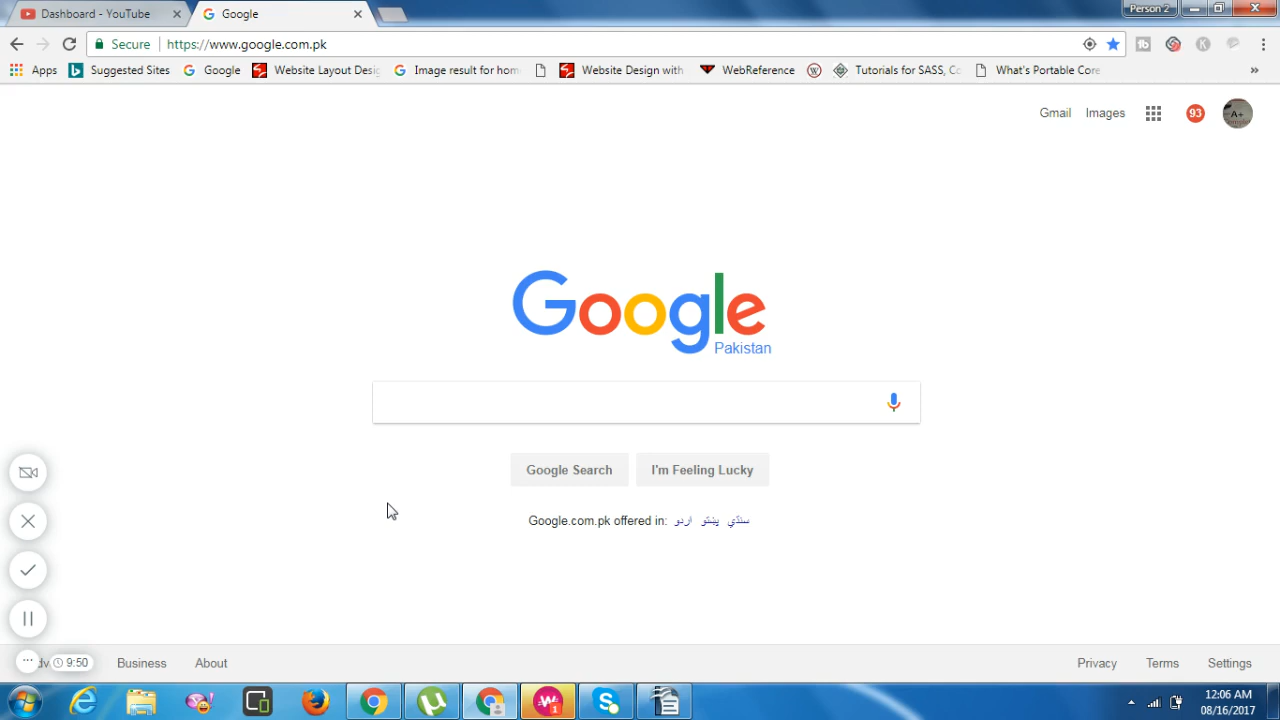 Dashboard - YouTube
Google
Person 2
Secure
https://www.google.com.pk
Apps
Suggested Sites
Google
Website Layout Desig
Image result for hom
Website Design with
WebReference
Tutorials for SASS, Co
What's Portable Core
»
Gmail
Images
93
A+
Google
Pakistan
Google Search
I'm Feeling Lucky
Google.com.pk offered in: اردو پښتو سنڌي
dv
9:50
Business
About
Privacy
Terms
Settings
1
12:06 AM
08/16/2017